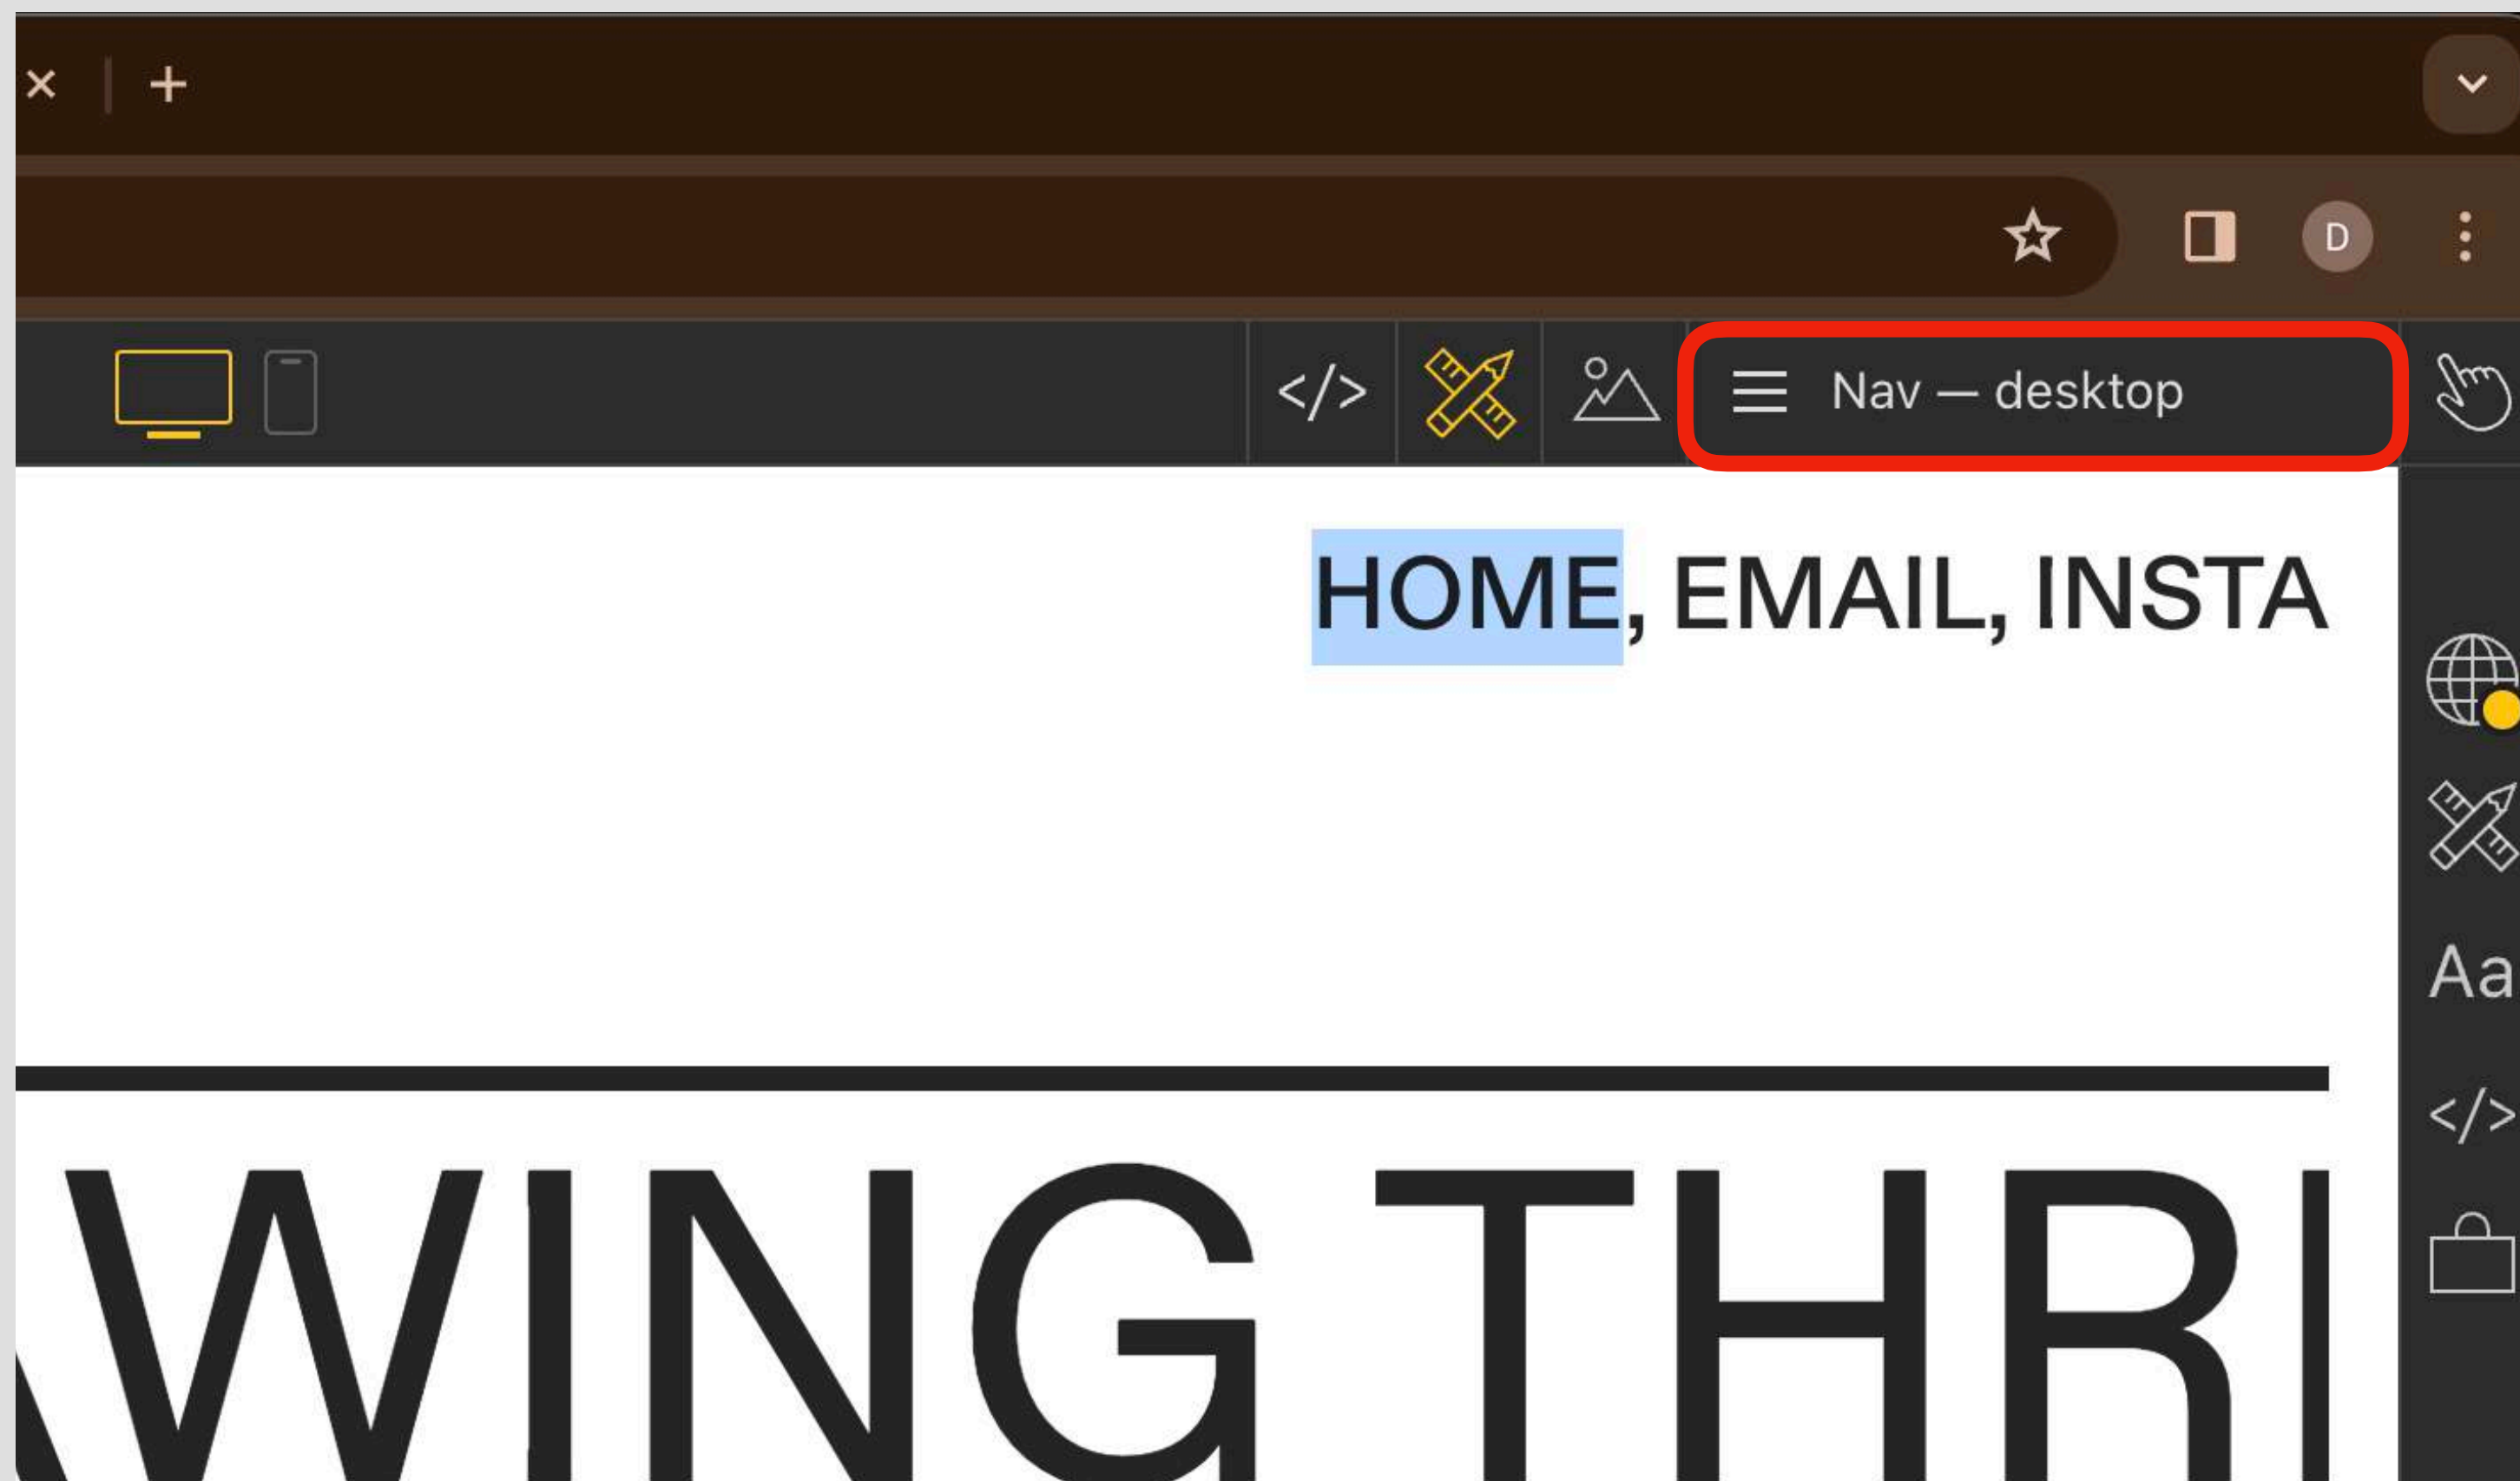 D
</> Nav — desktop
HOME, EMAIL, INSTA
Aa
</>
WING THR